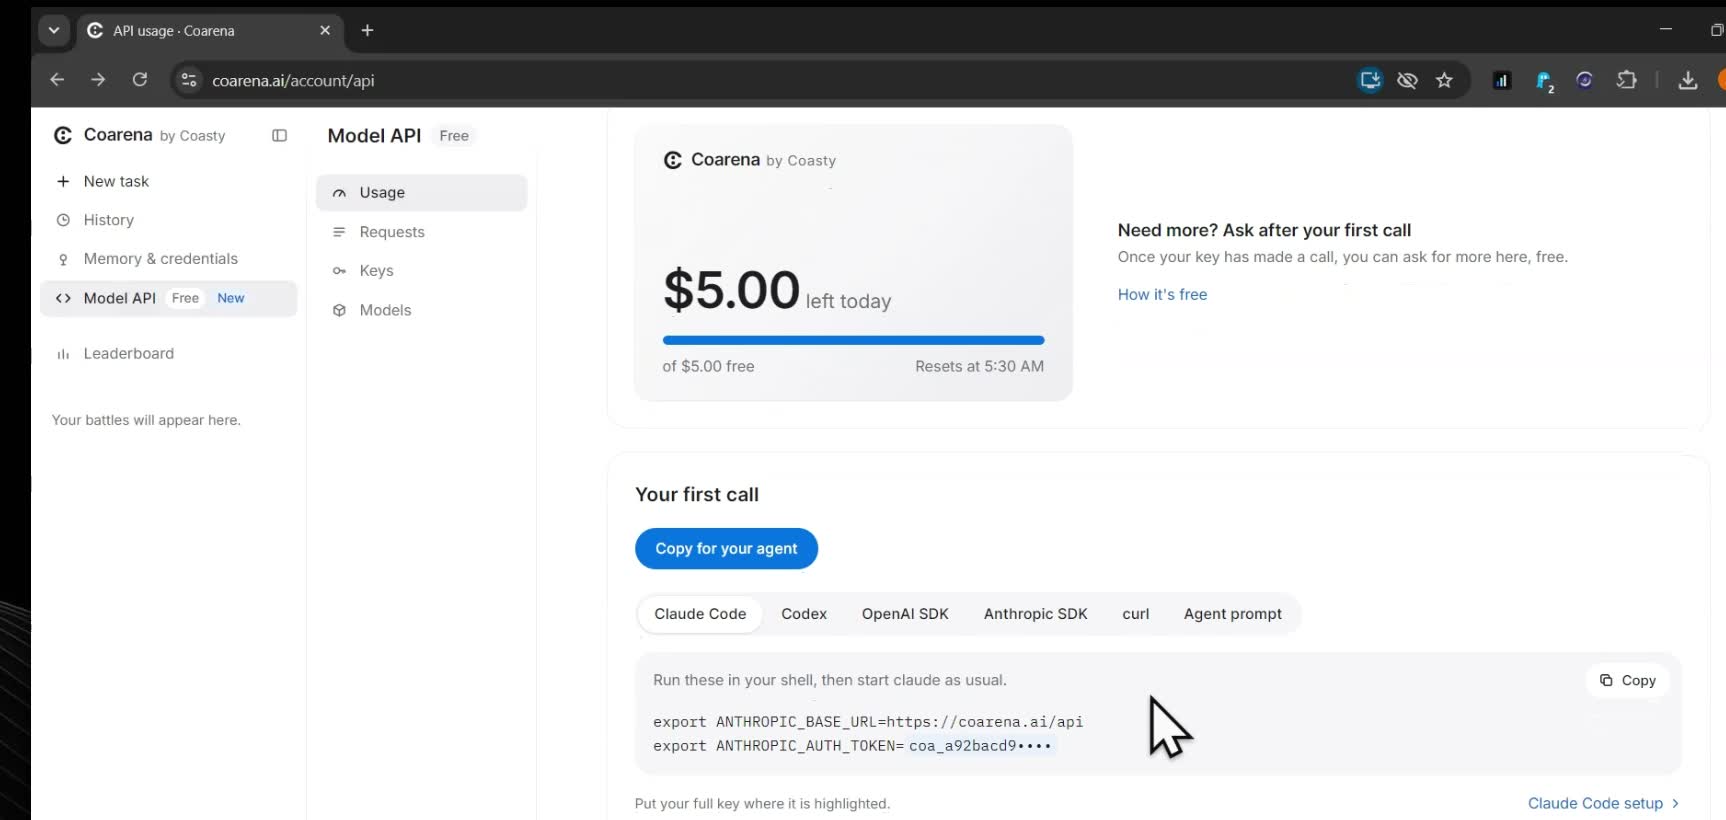 API usage · Coarena
coarena.ai/account/api
2
Coarena by Coasty
New task
History
Memory & credentials
Model API Free New
Leaderboard
Your battles will appear here.
Model API Free
Usage
Requests
Keys
Models
Coarena by Coasty
$5.00 left today
of $5.00 free
Resets at 5:30 AM
Need more? Ask after your first call
Once your key has made a call, you can ask for more here, free.
How it's free
Your first call
Copy for your agent
Claude Code
Codex
OpenAI SDK
Anthropic SDK
curl
Agent prompt
Run these in your shell, then start claude as usual.
Copy
export ANTHROPIC_BASE_URL=https://coarena.ai/api
export ANTHROPIC_AUTH_TOKEN= coa_a92bacd9••••
Put your full key where it is highlighted.
Claude Code setup >